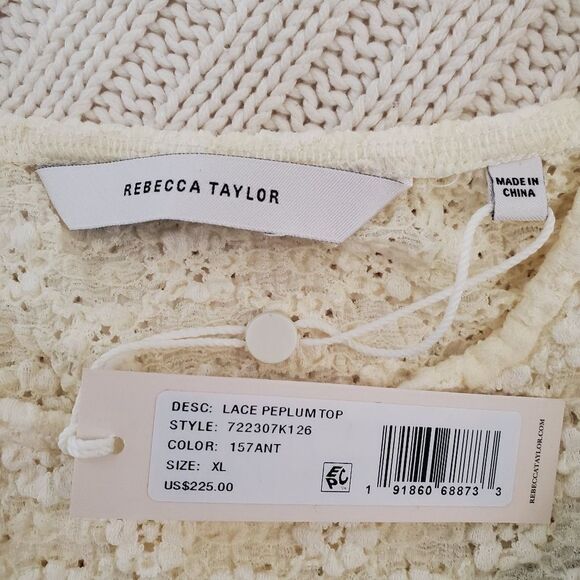 REBECCA TAYLOR
MADE IN
CHINA
DESC: LACE PEPLUM TOP
STYLE: 722307K126
COLOR: 157ANT
SIZE: XL
US$225.00
EPC
1 91860 68873 3
REBECCATAYLOR.COM